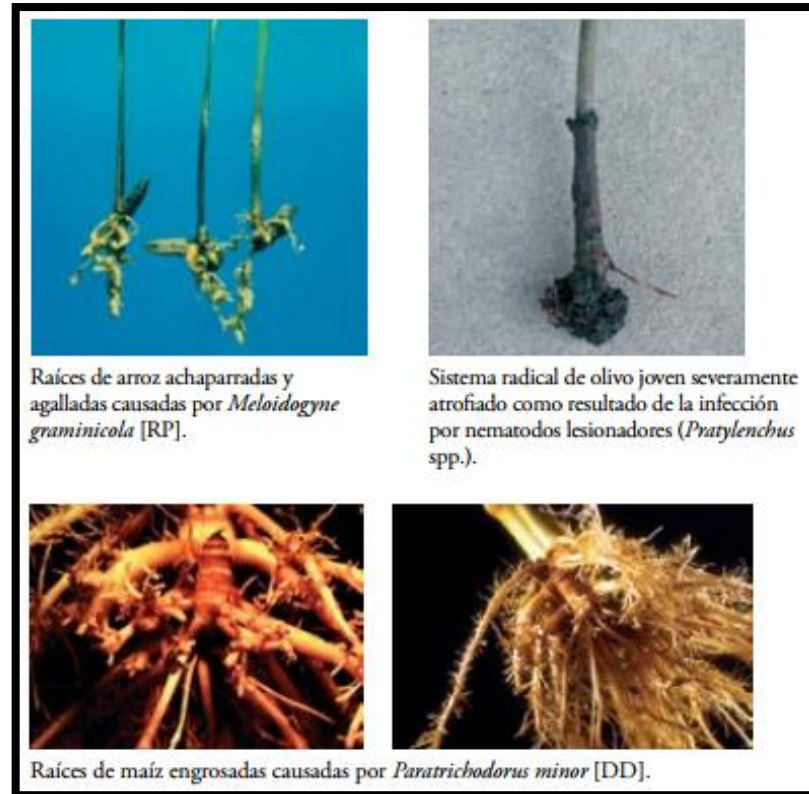 Raíces de arroz achaparradas y
agalladas causadas por Meloidogyne
graminicola [RP].
Sistema radical de olivo joven severamente
atrofiado como resultado de la infección
por nematodos lesionadores (Pratylenchus
spp.).
Raíces de maíz engrosadas causadas por Paratrichodorus minor [DD].